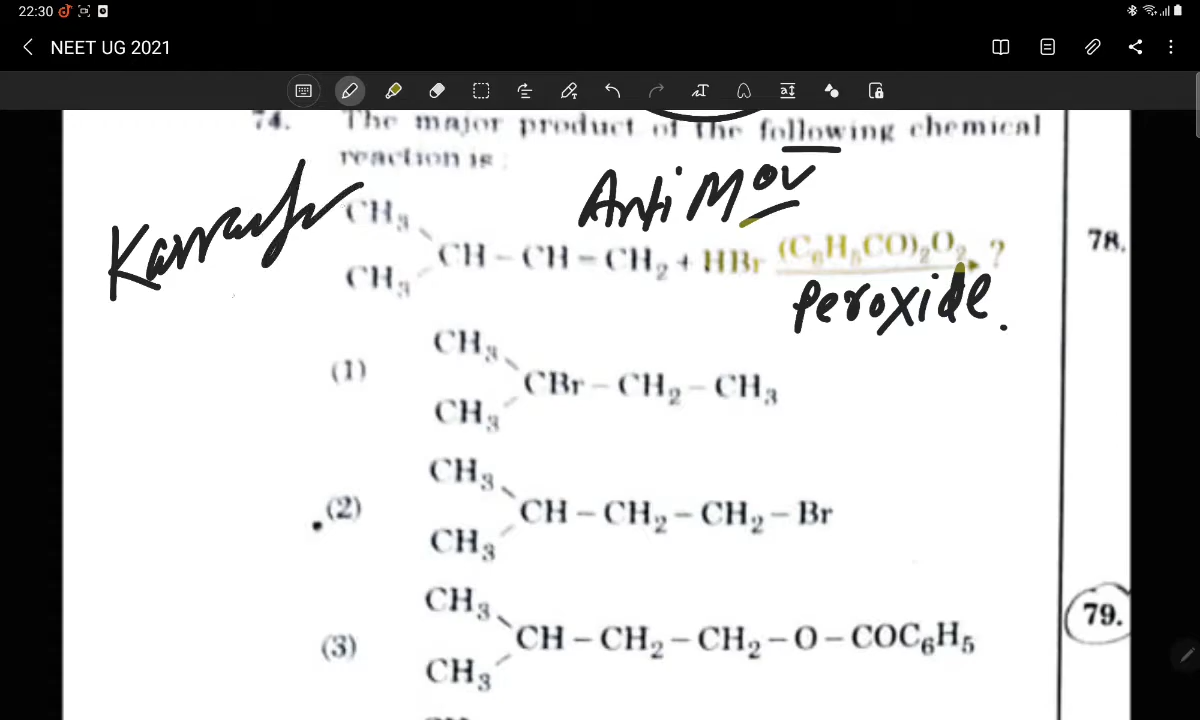 22:30
NEET UG 2021
74. The major product of the following chemical
reaction is :
Anti Mov
CH3
CH – CH = CH2 + HBr (C6H5CO)2O2 ?
CH3
78.
Peroxide.
CH3
(1) CBr – CH2 – CH3
CH3
CH3
(2) CH – CH2 – CH2 – Br
CH3
CH3
79.
(3) CH – CH2 – CH2 – O – COC6H5
CH3